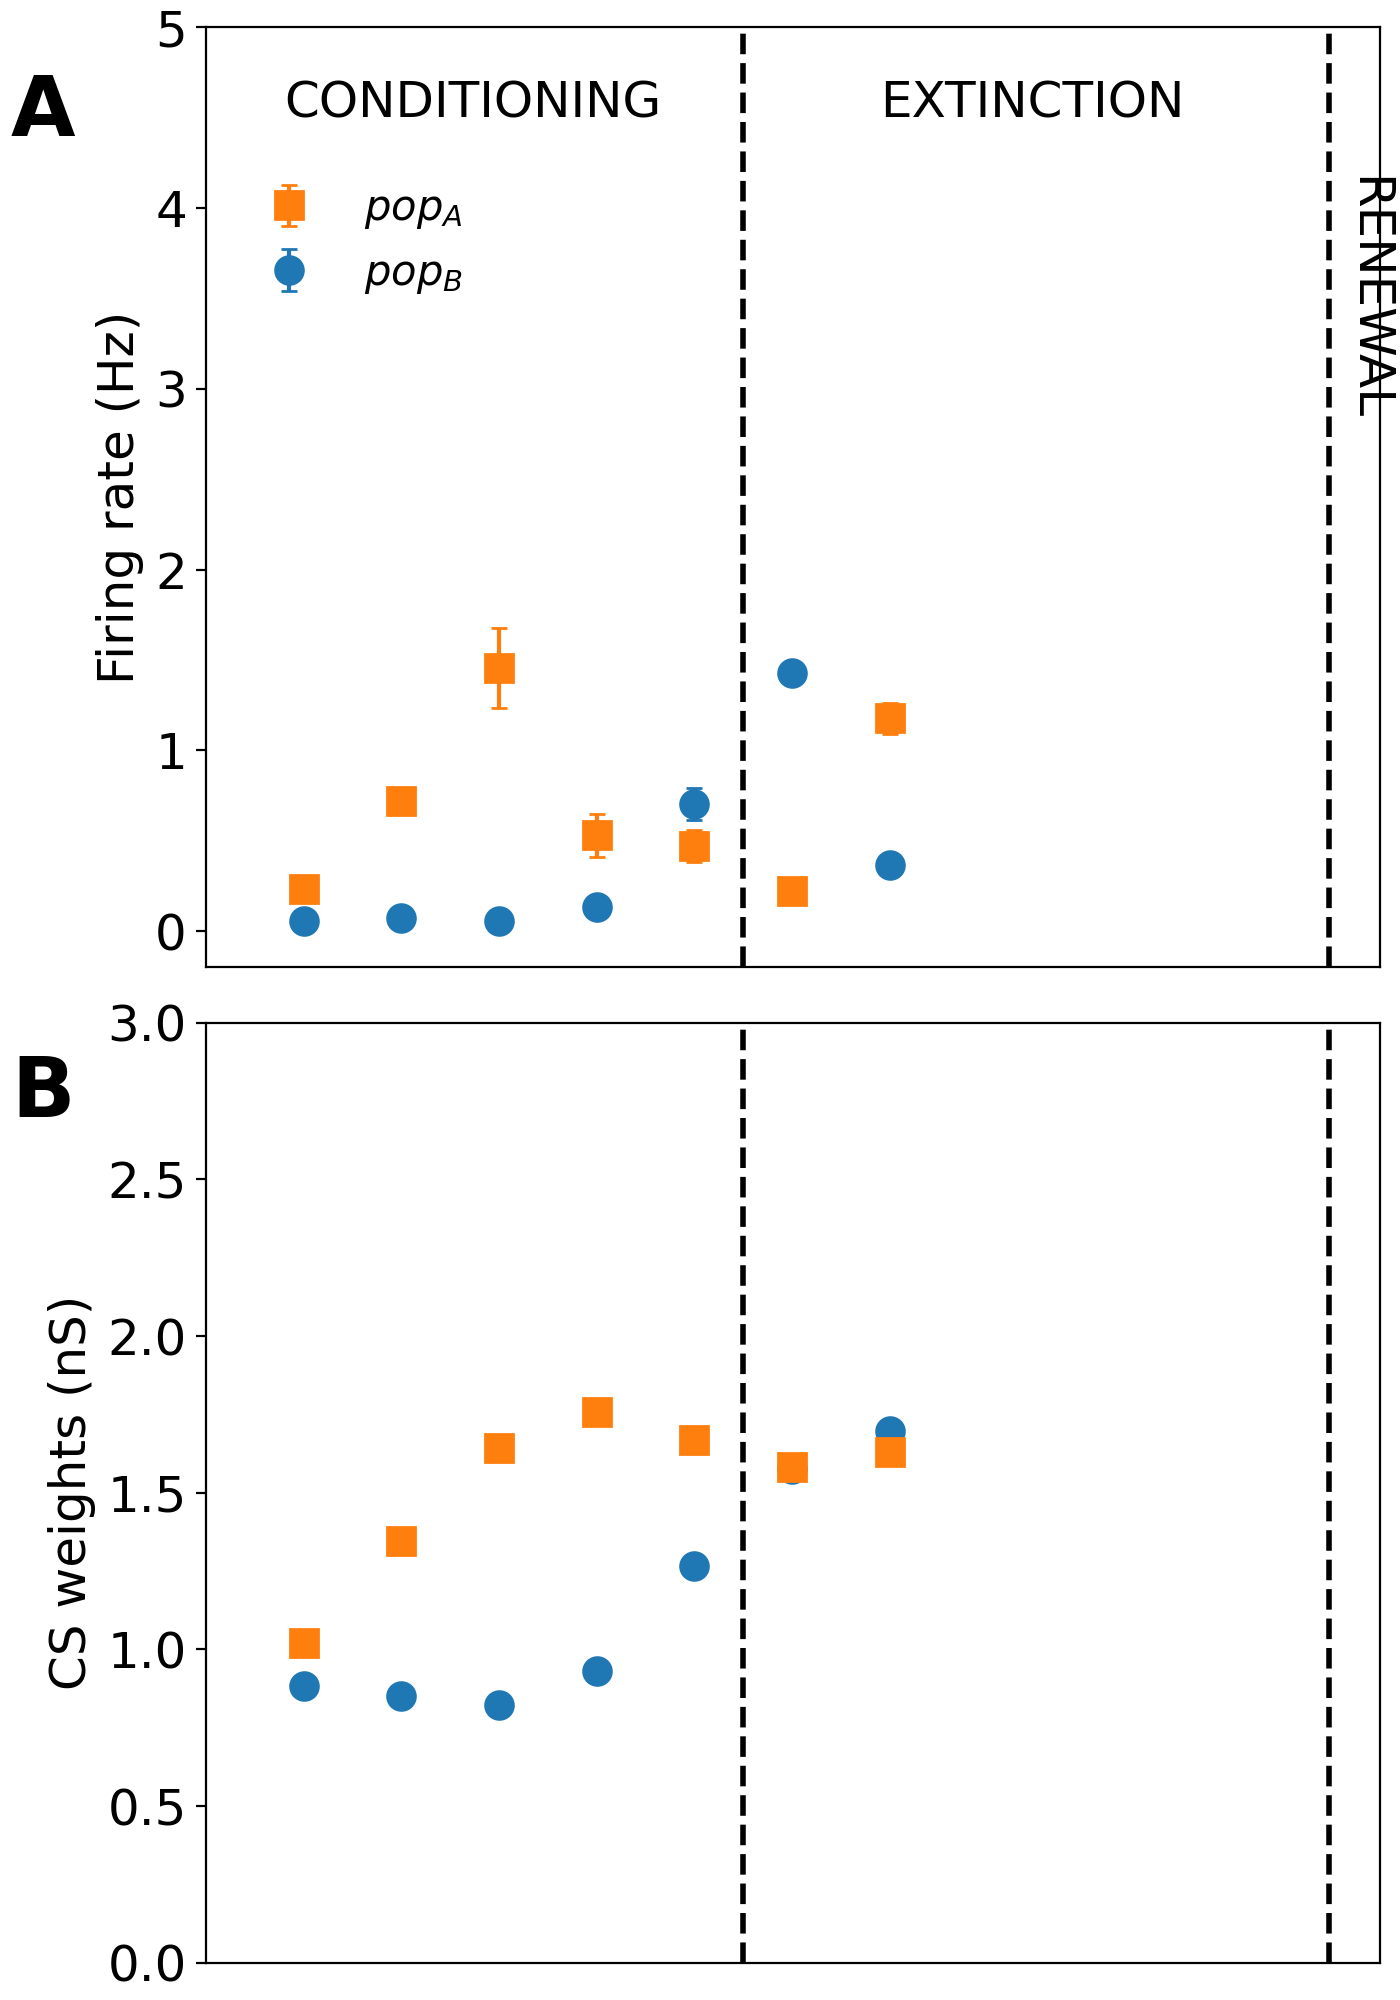 A
CONDITIONING
EXTINCTION
RENEWAL
pop_A
pop_B
Firing rate (Hz)
5
4
3
2
1
0
B
CS weights (nS)
3.0
2.5
2.0
1.5
1.0
0.5
0.0